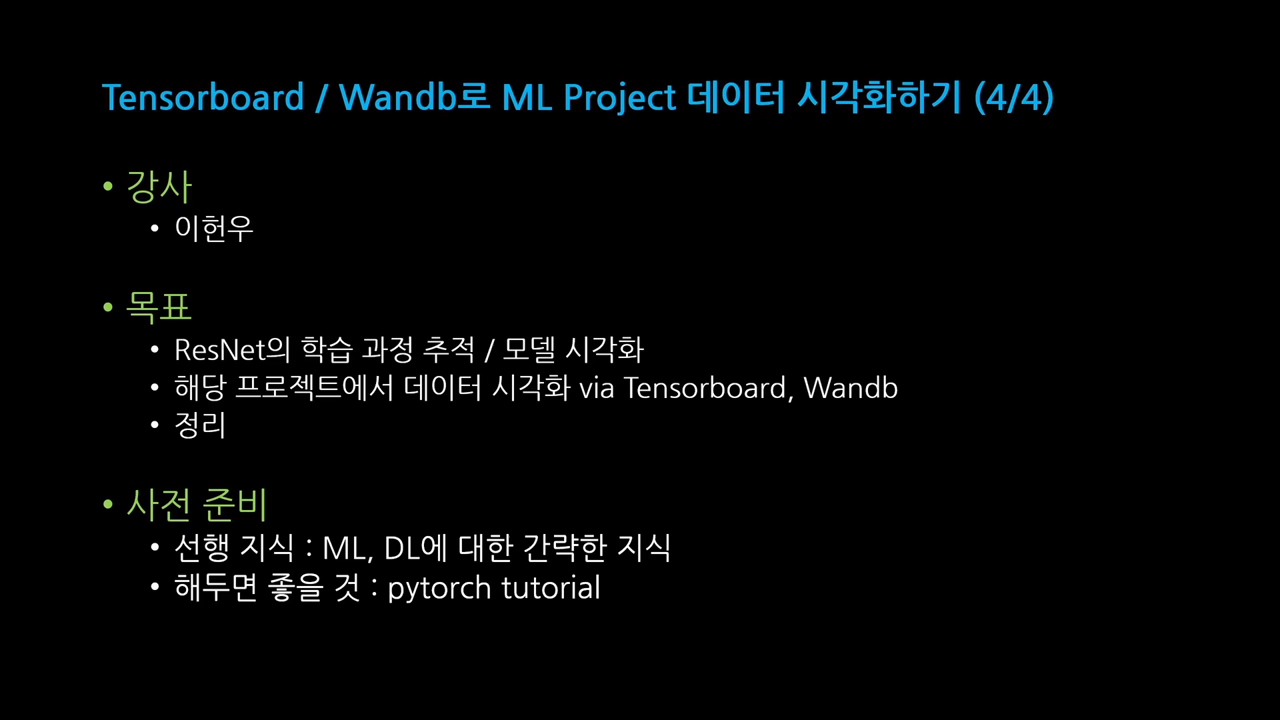 Tensorboard / Wandb로 ML Project 데이터 시각화하기 (4/4)
• 강사
• 이헌우
• 목표
• ResNet의 학습 과정 추적 / 모델 시각화
• 해당 프로젝트에서 데이터 시각화 via Tensorboard, Wandb
• 정리
• 사전 준비
• 선행 지식 : ML, DL에 대한 간략한 지식
• 해두면 좋을 것 : pytorch tutorial